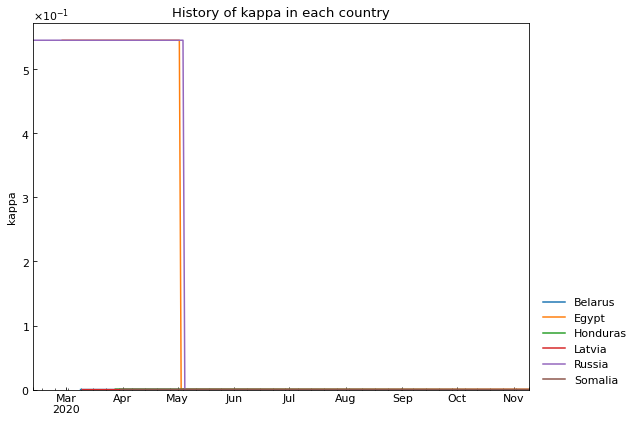 History of kappa in each country
×10⁻¹
5
4
3
2
1
0
kappa
Mar Apr May Jun Jul Aug Sep Oct Nov
2020
Belarus
Egypt
Honduras
Latvia
Russia
Somalia